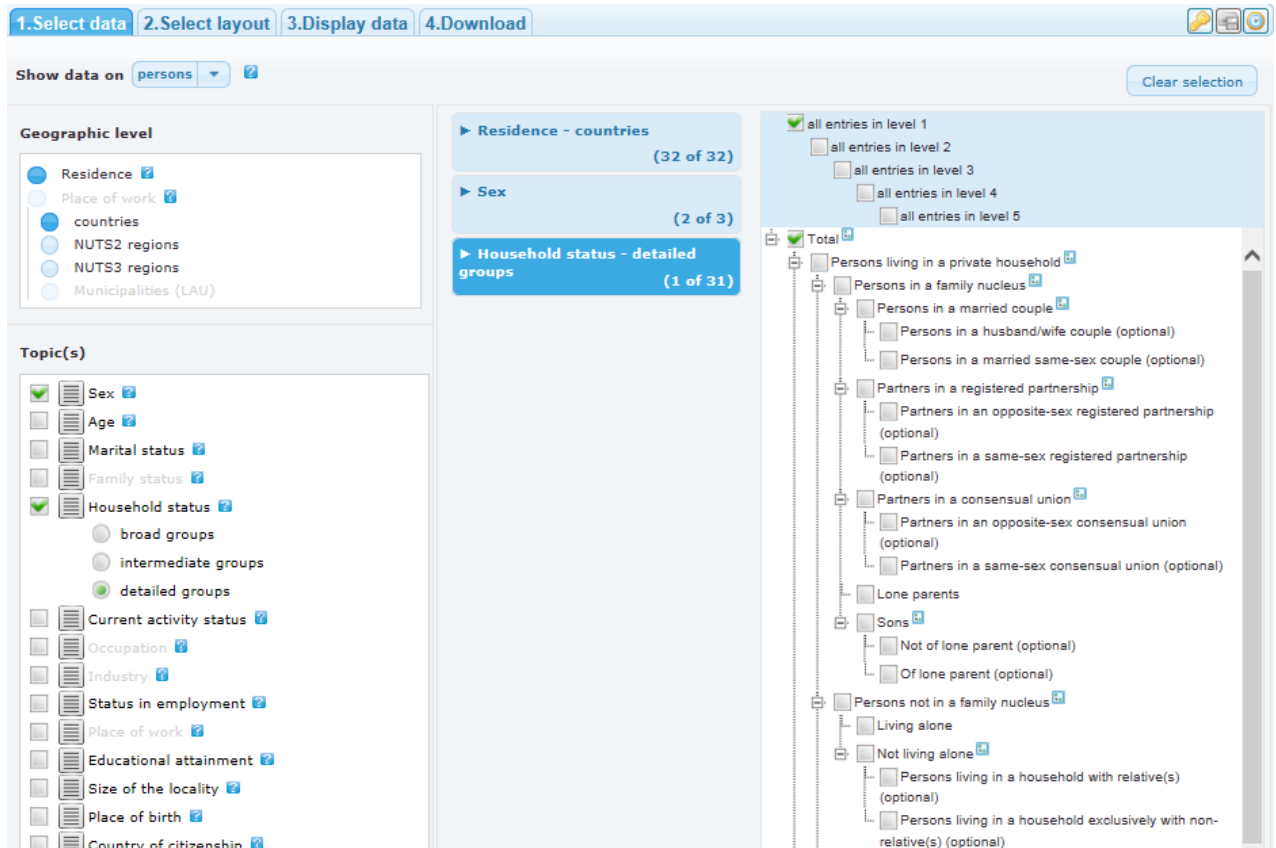 1.Select data
2.Select layout
3.Display data
4.Download
Show data on
persons
Clear selection
Geographic level
Residence
Place of work
countries
NUTS2 regions
NUTS3 regions
Municipalities (LAU)
Topic(s)
Sex
Age
Marital status
Family status
Household status
broad groups
intermediate groups
detailed groups
Current activity status
Occupation
Industry
Status in employment
Place of work
Educational attainment
Size of the locality
Place of birth
Country of citizenship
Residence - countries
(32 of 32)
Sex
(2 of 3)
Household status - detailed
groups
(1 of 31)
all entries in level 1
all entries in level 2
all entries in level 3
all entries in level 4
all entries in level 5
Total
Persons living in a private household
Persons in a family nucleus
Persons in a married couple
Persons in a husband/wife couple (optional)
Persons in a married same-sex couple (optional)
Partners in a registered partnership
Partners in an opposite-sex registered partnership
(optional)
Partners in a same-sex registered partnership
(optional)
Partners in a consensual union
Partners in an opposite-sex consensual union
(optional)
Partners in a same-sex consensual union (optional)
Lone parents
Sons
Not of lone parent (optional)
Of lone parent (optional)
Persons not in a family nucleus
Living alone
Not living alone
Persons living in a household with relative(s)
(optional)
Persons living in a household exclusively with non-
relative(s) (optional)